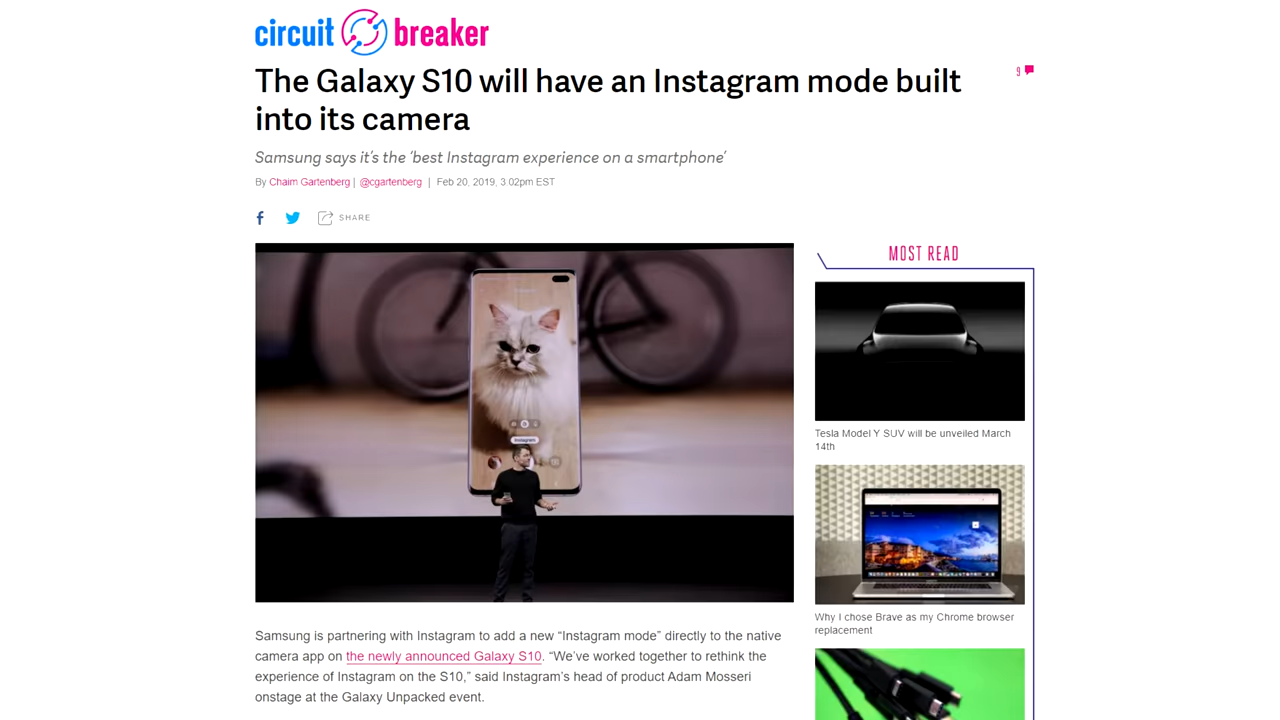 circuit breaker
The Galaxy S10 will have an Instagram mode built
into its camera
9
Samsung says it's the 'best Instagram experience on a smartphone'
By Chaim Gartenberg | @cgartenberg | Feb 20, 2019, 3:02pm EST
SHARE
Instagram
MOST READ
Tesla Model Y SUV will be unveiled March
14th
Why I chose Brave as my Chrome browser
replacement
Samsung is partnering with Instagram to add a new “Instagram mode” directly to the native
camera app on the newly announced Galaxy S10. “We’ve worked together to rethink the
experience of Instagram on the S10,” said Instagram’s head of product Adam Mosseri
onstage at the Galaxy Unpacked event.